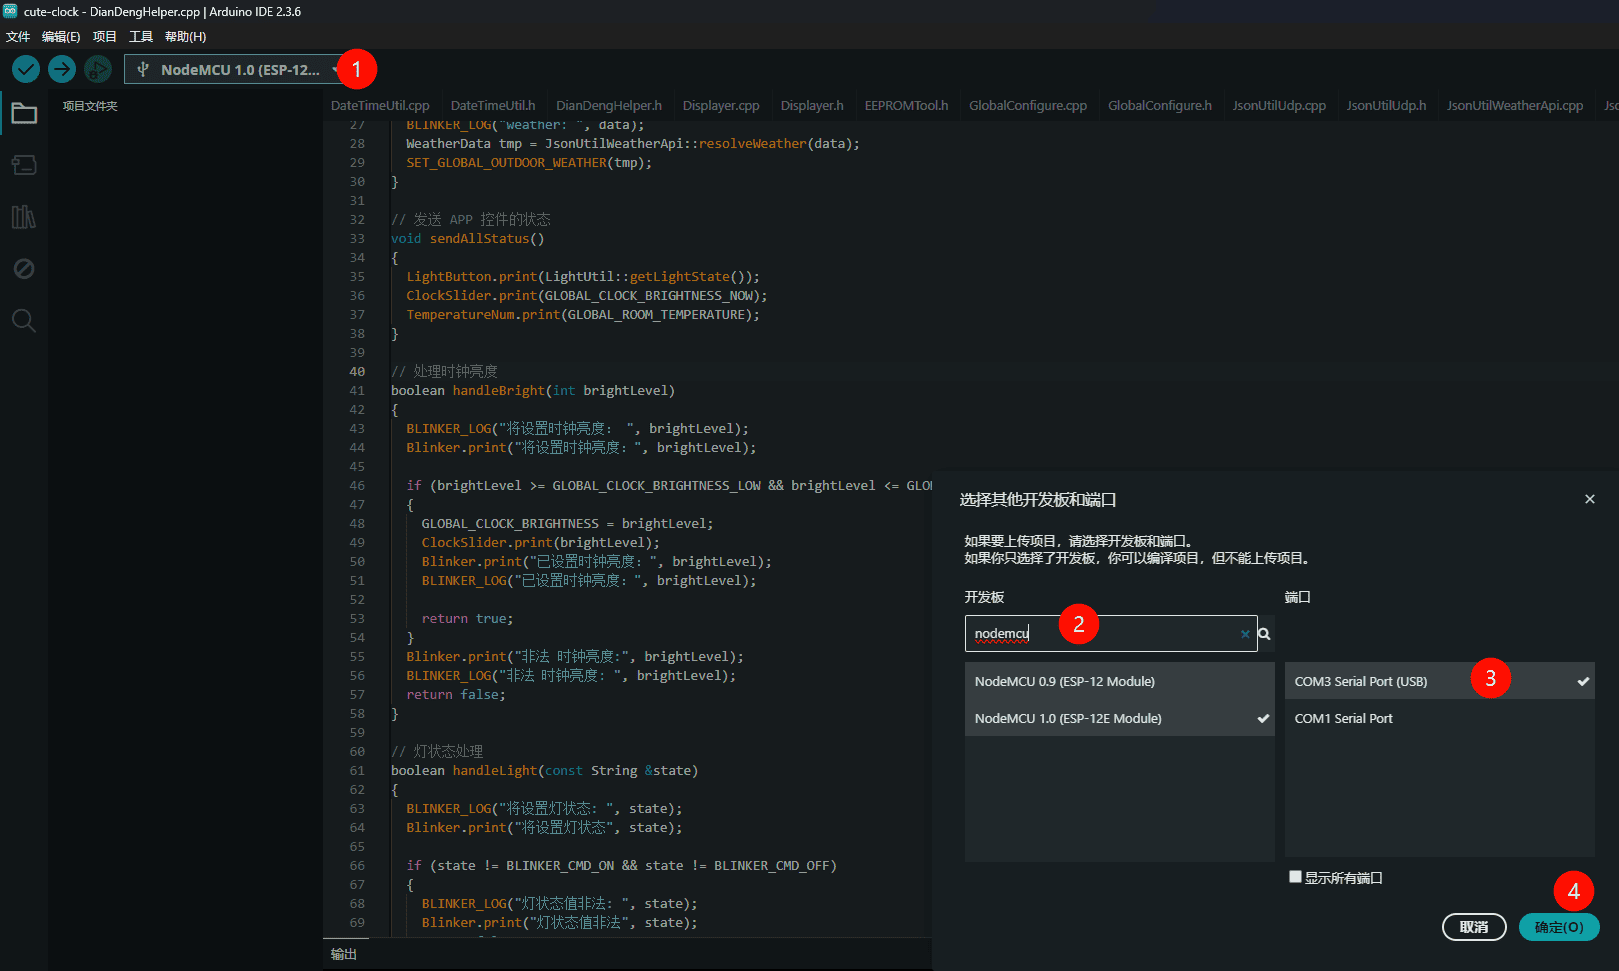 cute-clock - DianDengHelper.cpp | Arduino IDE 2.3.6
文件 编辑(E) 项目 工具 帮助(H)
NodeMCU 1.0 (ESP-12... 1
项目文件夹
DateTimeUtil.cpp DateTimeUtil.h DianDengHelper.h Displayer.cpp Displayer.h EEPROMTool.h GlobalConfigure.cpp GlobalConfigure.h JsonUtilUdp.cpp JsonUtilUdp.h JsonUtilWeatherApi.cpp Jso
27 BLINKER_LOG("weather: ", data);
28 WeatherData tmp = JsonUtilWeatherApi::resolveWeather(data);
29 SET_GLOBAL_OUTDOOR_WEATHER(tmp);
30 }
31
32 // 发送 APP 控件的状态
33 void sendAllStatus()
34 {
35 LightButton.print(LightUtil::getLightState());
36 ClockSlider.print(GLOBAL_CLOCK_BRIGHTNESS_NOW);
37 TemperatureNum.print(GLOBAL_ROOM_TEMPERATURE);
38 }
39
40 // 处理时钟亮度
41 boolean handleBright(int brightLevel)
42 {
43 BLINKER_LOG("将设置时钟亮度： ", brightLevel);
44 Blinker.print("将设置时钟亮度：", brightLevel);
45
46 if (brightLevel >= GLOBAL_CLOCK_BRIGHTNESS_LOW && brightLevel <= GLO
47 {
48 GLOBAL_CLOCK_BRIGHTNESS = brightLevel;
49 ClockSlider.print(brightLevel);
50 Blinker.print("已设置时钟亮度：", brightLevel);
51 BLINKER_LOG("已设置时钟亮度：", brightLevel);
52
53 return true;
54 }
55 Blinker.print("非法 时钟亮度:", brightLevel);
56 BLINKER_LOG("非法 时钟亮度: ", brightLevel);
57 return false;
58 }
59
60 // 灯状态处理
61 boolean handleLight(const String &state)
62 {
63 BLINKER_LOG("将设置灯状态: ", state);
64 Blinker.print("将设置灯状态", state);
65
66 if (state != BLINKER_CMD_ON && state != BLINKER_CMD_OFF)
67 {
68 BLINKER_LOG("灯状态值非法: ", state);
69 Blinker.print("灯状态值非法", state);
输出
选择其他开发板和端口
如果要上传项目，请选择开发板和端口。
如果你只选择了开发板，你可以编译项目，但不能上传项目。
开发板 端口
nodemcu 2
NodeMCU 0.9 (ESP-12 Module) COM3 Serial Port (USB) 3
NodeMCU 1.0 (ESP-12E Module) COM1 Serial Port
显示所有端口
4
取消 确定(O)